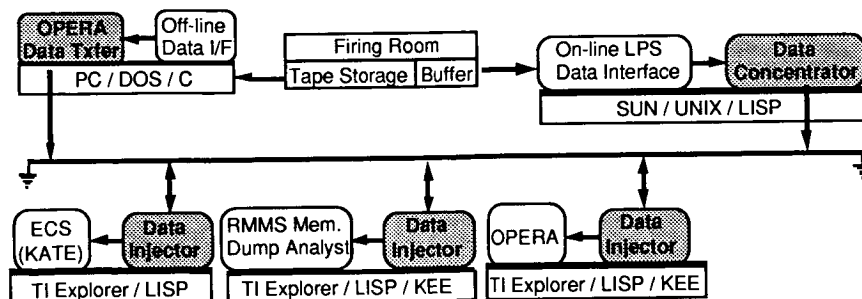 OPERA
Data Txfer
Off-line
Data I/F
PC / DOS / C
Firing Room
Tape Storage
Buffer
On-line LPS
Data Interface
Data
Concentrator
SUN / UNIX / LISP
ECS
(KATE)
Data
Injector
TI Explorer / LISP
RMMS Mem.
Dump Analyst
Data
Injector
TI Explorer / LISP / KEE
OPERA
Data
Injector
TI Explorer / LISP / KEE